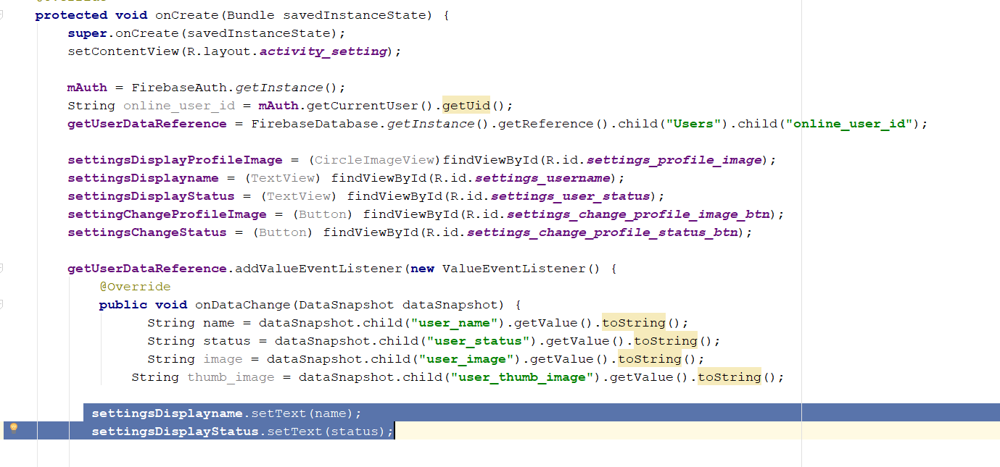 protected void onCreate(Bundle savedInstanceState) {
super.onCreate(savedInstanceState);
setContentView(R.layout.activity_setting);
mAuth = FirebaseAuth.getInstance();
String online_user_id = mAuth.getCurrentUser().getUid();
getUserDataReference = FirebaseDatabase.getInstance().getReference().child("Users").child("online_user_id");
settingsDisplayProfileImage = (CircleImageView)findViewById(R.id.settings_profile_image);
settingsDisplayname = (TextView) findViewById(R.id.settings_username);
settingsDisplayStatus = (TextView) findViewById(R.id.settings_user_status);
settingChangeProfileImage = (Button) findViewById(R.id.settings_change_profile_image_btn);
settingsChangeStatus = (Button) findViewById(R.id.settings_change_profile_status_btn);
getUserDataReference.addValueEventListener(new ValueEventListener() {
@Override
public void onDataChange(DataSnapshot dataSnapshot) {
String name = dataSnapshot.child("user_name").getValue().toString();
String status = dataSnapshot.child("user_status").getValue().toString();
String image = dataSnapshot.child("user_image").getValue().toString();
String thumb_image = dataSnapshot.child("user_thumb_image").getValue().toString();
settingsDisplayname.setText(name);
settingsDisplayStatus.setText(status);